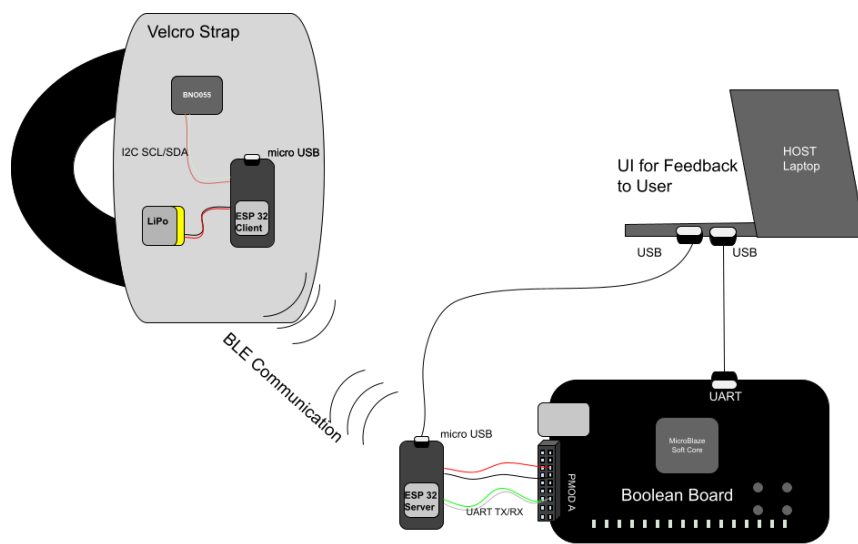 Velcro Strap
BNO055
I2C SCL/SDA
micro USB
LiPo
ESP 32
Client
BLE Communication
HOST
Laptop
UI for Feedback
to User
USB
USB
UART
micro USB
ESP 32
Server
UART TX/RX
PMOD A
MicroBlaze
Soft Core
Boolean Board